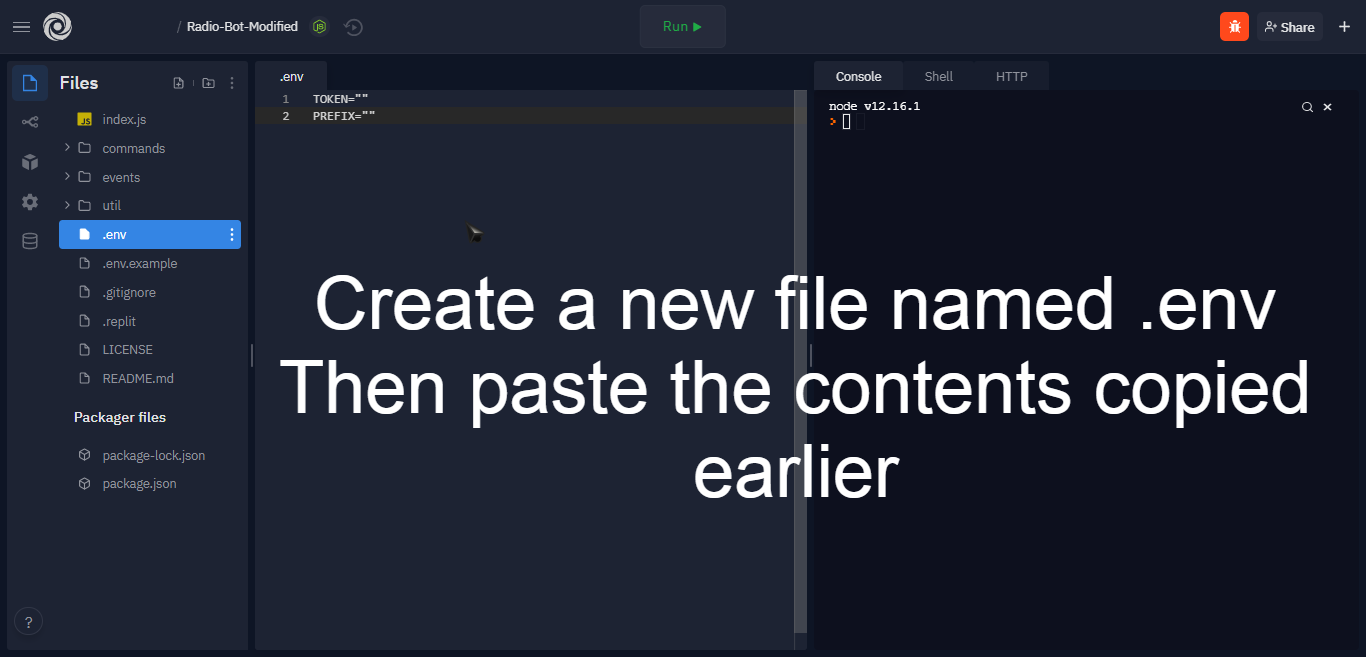 / Radio-Bot-Modified
JS
Run
Share
Files
JS index.js
commands
events
util
.env
.env.example
.gitignore
.replit
LICENSE
README.md
Packager files
package-lock.json
package.json
?
.env
1 TOKEN=""
2 PREFIX=""
Console Shell HTTP
node v12.16.1
>
Create a new file named .env
Then paste the contents copied
earlier